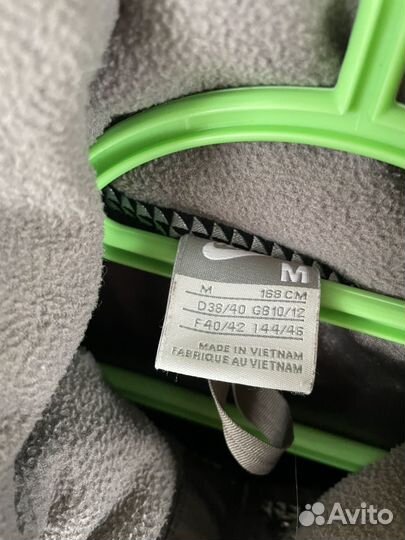 M
M 168 CM
D38/40 GB10/12
F40/42 I44/46
MADE IN VIETNAM
FABRIQUE AU VIETNAM
Avito